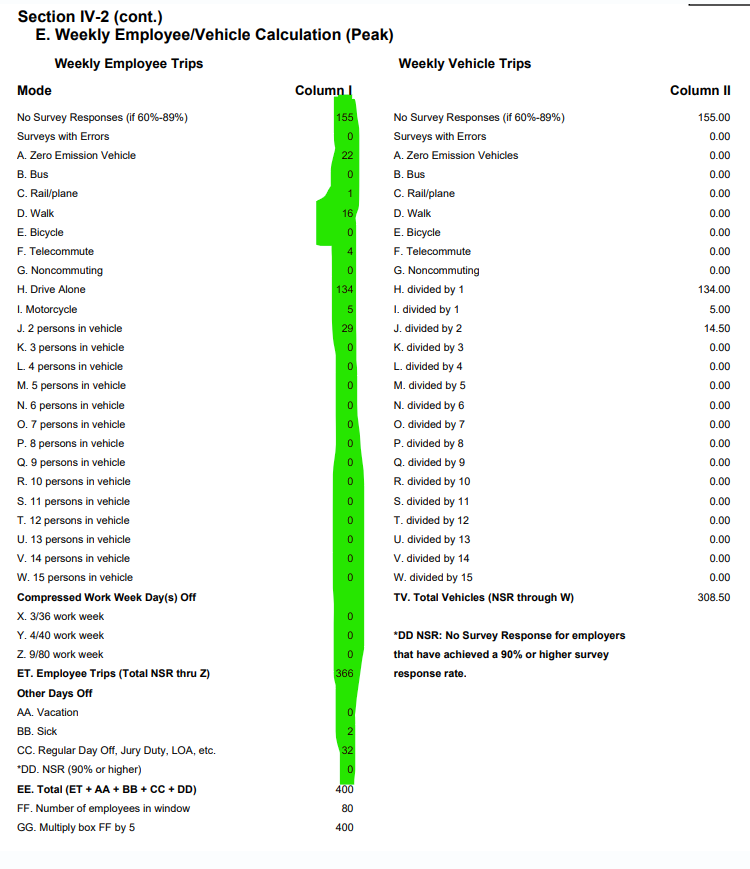 Section IV-2 (cont.)
E. Weekly Employee/Vehicle Calculation (Peak)
Weekly Employee Trips Weekly Vehicle Trips
Mode Column I Column II
No Survey Responses (if 60%-89%) 155 No Survey Responses (if 60%-89%) 155.00
Surveys with Errors 0 Surveys with Errors 0.00
A. Zero Emission Vehicle 22 A. Zero Emission Vehicles 0.00
B. Bus 0 B. Bus 0.00
C. Rail/plane 1 C. Rail/plane 0.00
D. Walk 16 D. Walk 0.00
E. Bicycle 0 E. Bicycle 0.00
F. Telecommute 4 F. Telecommute 0.00
G. Noncommuting 0 G. Noncommuting 0.00
H. Drive Alone 134 H. divided by 1 134.00
I. Motorcycle 5 I. divided by 1 5.00
J. 2 persons in vehicle 29 J. divided by 2 14.50
K. 3 persons in vehicle 0 K. divided by 3 0.00
L. 4 persons in vehicle 0 L. divided by 4 0.00
M. 5 persons in vehicle 0 M. divided by 5 0.00
N. 6 persons in vehicle 0 N. divided by 6 0.00
O. 7 persons in vehicle 0 O. divided by 7 0.00
P. 8 persons in vehicle 0 P. divided by 8 0.00
Q. 9 persons in vehicle 0 Q. divided by 9 0.00
R. 10 persons in vehicle 0 R. divided by 10 0.00
S. 11 persons in vehicle 0 S. divided by 11 0.00
T. 12 persons in vehicle 0 T. divided by 12 0.00
U. 13 persons in vehicle 0 U. divided by 13 0.00
V. 14 persons in vehicle 0 V. divided by 14 0.00
W. 15 persons in vehicle 0 W. divided by 15 0.00
Compressed Work Week Day(s) Off TV. Total Vehicles (NSR through W) 308.50
X. 3/36 work week 0
Y. 4/40 work week 0 *DD NSR: No Survey Response for employers
Z. 9/80 work week 0 that have achieved a 90% or higher survey
ET. Employee Trips (Total NSR thru Z) 366 response rate.
Other Days Off
AA. Vacation 0
BB. Sick 2
CC. Regular Day Off, Jury Duty, LOA, etc. 32
*DD. NSR (90% or higher) 0
EE. Total (ET + AA + BB + CC + DD) 400
FF. Number of employees in window 80
GG. Multiply box FF by 5 400